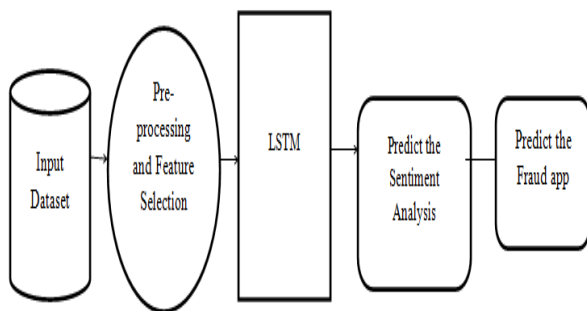 Input
Dataset
Pre-
processing
and Feature
Selection
LSTM
Predict the
Sentiment
Analysis
Predict the
Fraud app